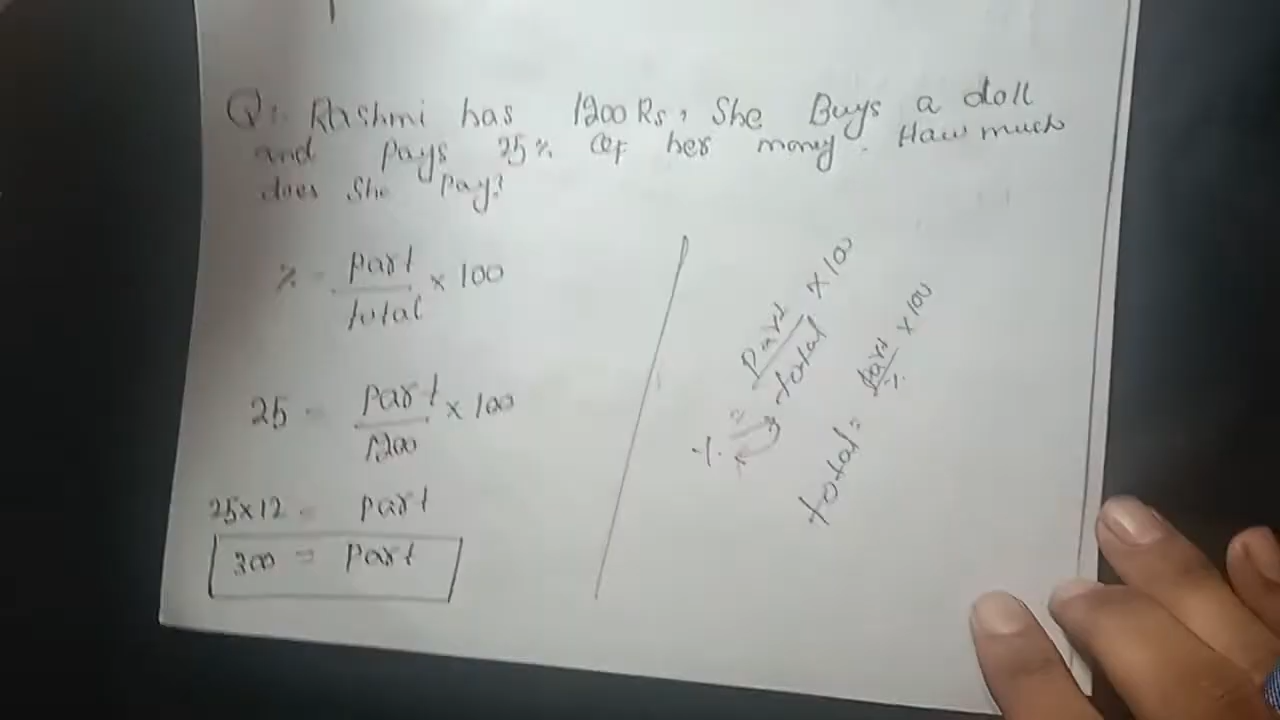 Q: Rashmi has 1200 Rs, She Buys a doll
and Pays 25% Of her money. How much
does She Pay?
% = part/total × 100
25 = part/1200 × 100
25×12 = part
300 = Part
% = Part/total × 100
total = Part/% × 100